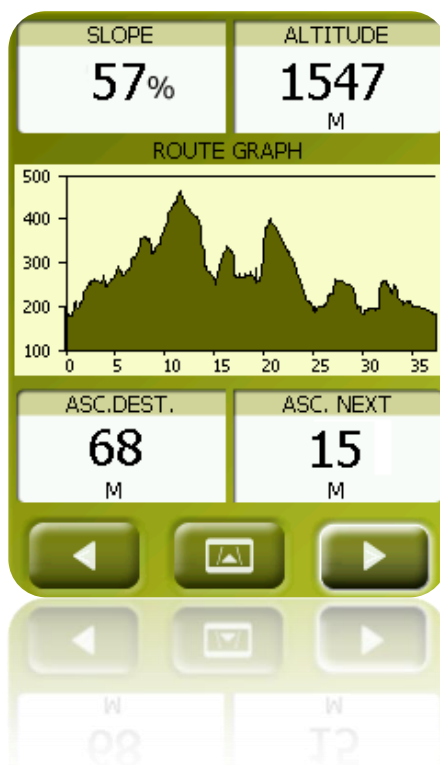 SLOPE ALTITUDE
57% 1547
M
ROUTE GRAPH
500
400
300
200
100
0 5 10 15 20 25 30 35
ASC.DEST. ASC. NEXT
68 15
M M